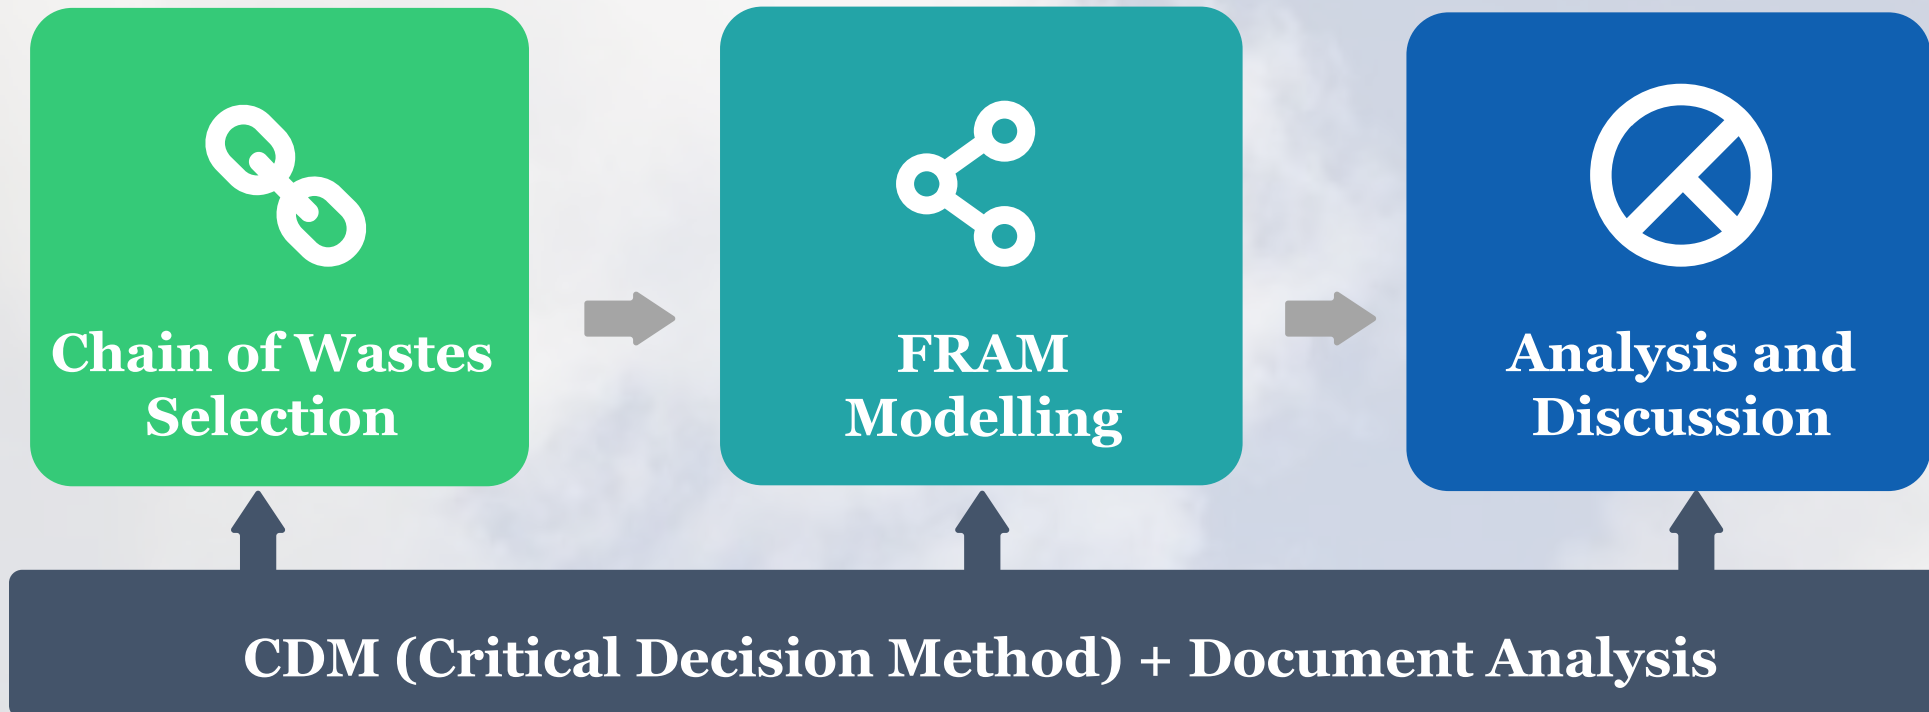 Chain of Wastes
Selection
FRAM
Modelling
Analysis and
Discussion
CDM (Critical Decision Method) + Document Analysis